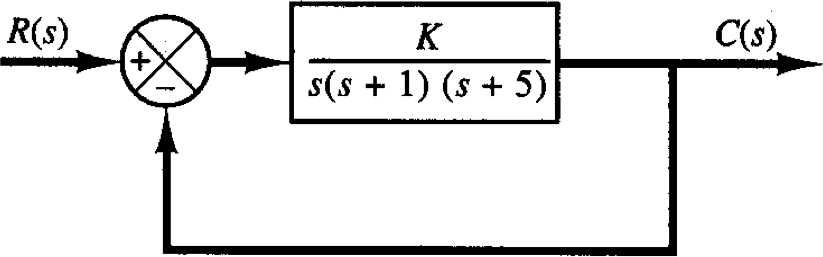 R(s)
+
−
K
s(s + 1) (s + 5)
C(s)